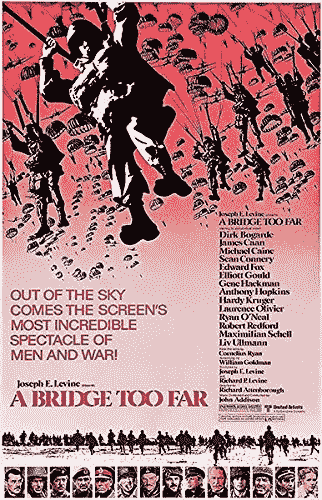 OUT OF THE SKY
COMES THE SCREEN'S
MOST INCREDIBLE
SPECTACLE OF
MEN AND WAR!
Joseph E. Levine presents
A BRIDGE TOO FAR
Joseph E. Levine presents
A BRIDGE TOO FAR
Dirk Bogarde
James Caan
Michael Caine
Sean Connery
Edward Fox
Elliott Gould
Gene Hackman
Anthony Hopkins
Hardy Kruger
Laurence Olivier
Ryan O'Neal
Robert Redford
Maximilian Schell
Liv Ullmann
Cornelius Ryan
William Goldman
Joseph E. Levine
Richard P. Levine
Richard Attenborough
John Addison
United Artists